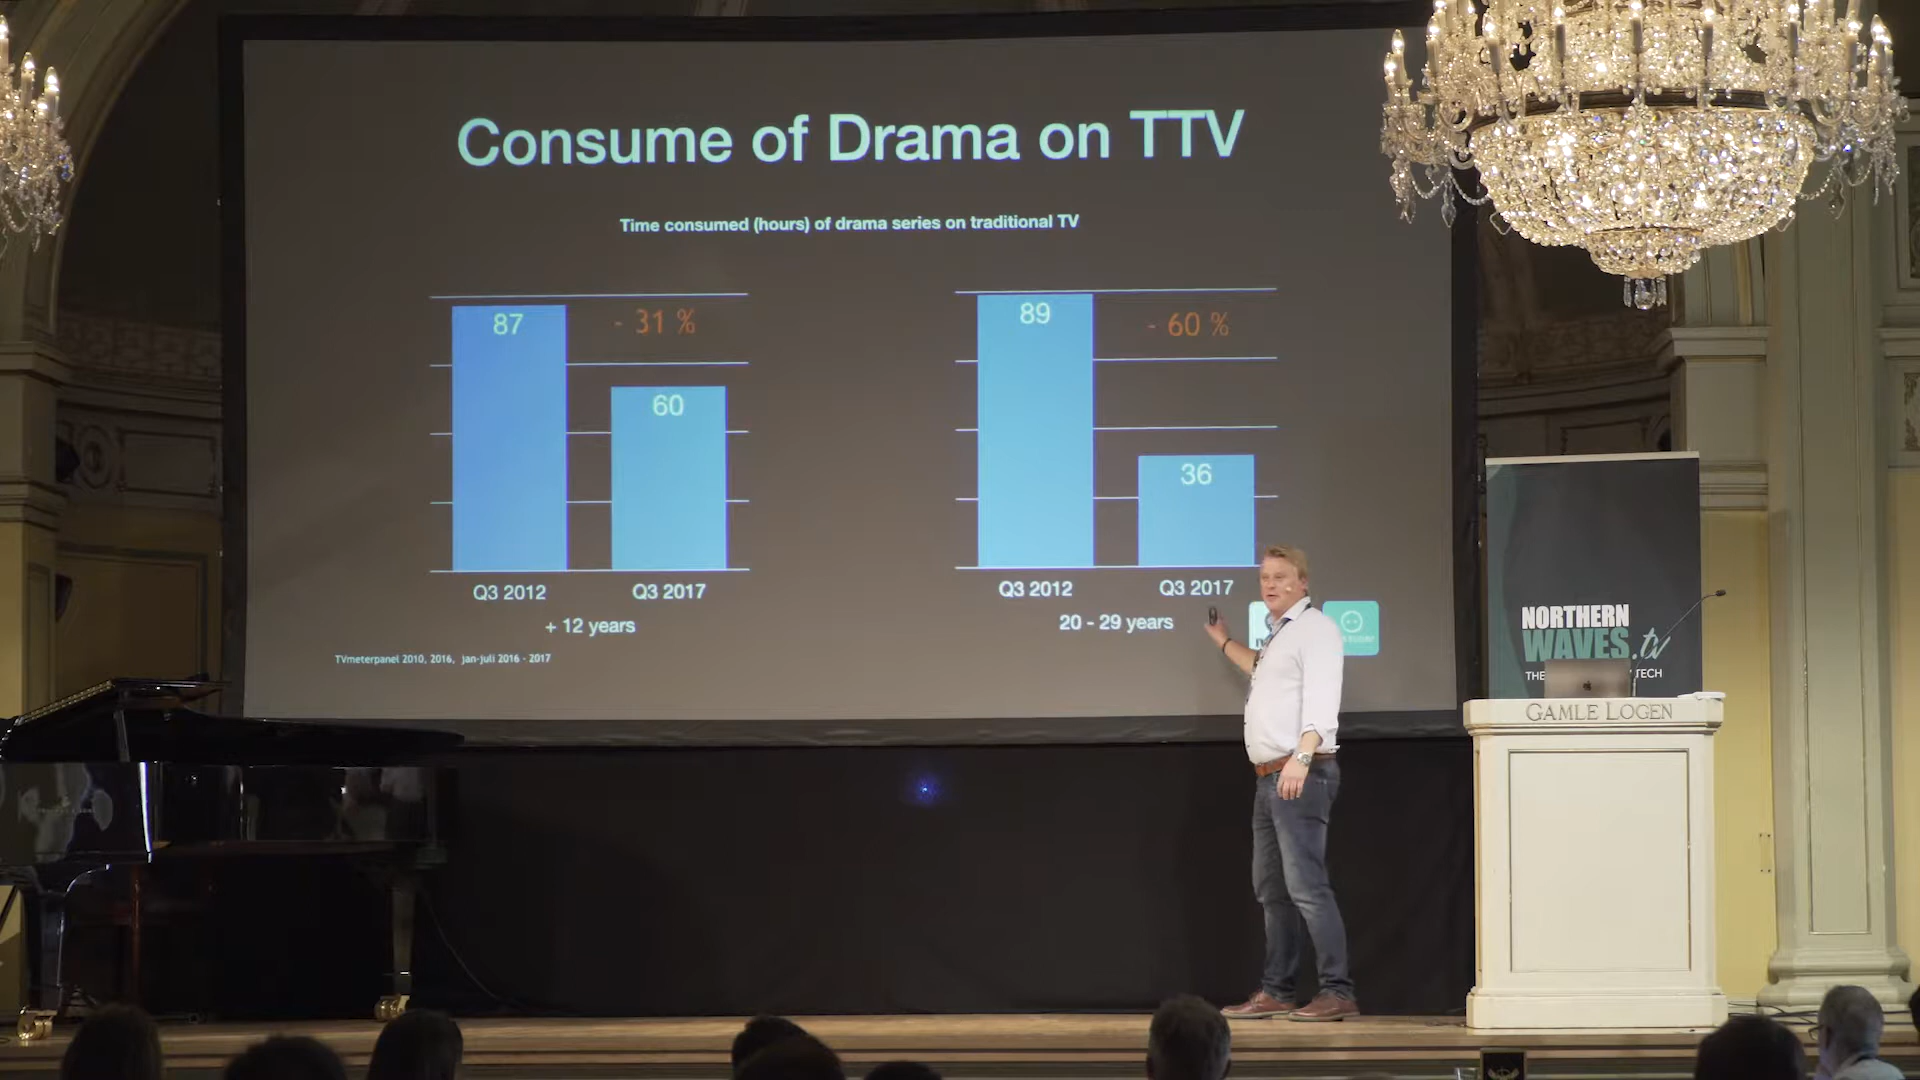 Consume of Drama on TTV
Time consumed (hours) of drama series on traditional TV
87
- 31 %
60
Q3 2012
Q3 2017
+ 12 years
89
- 60 %
36
Q3 2012
Q3 2017
20 - 29 years
TVmeterpanel 2010, 2016, jan-juli 2016 - 2017
NORTHERN
WAVES.tv
THE TECH
GAMLE LOGEN